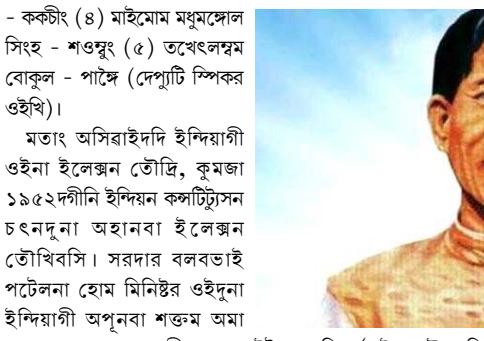 - ককচীং (৪) মাইমোম মধুমঙ্গোল
সিংহ - শওম্বুং (৫) তখেৎলম্বম
বোকুল - পাঙ্গৈ (দেপ্যুটি স্পিকর
ওইখি)।
মতাং অসিৱাইদদি ইন্দিয়াগী
ওইনা ইলেক্সন তৌদ্রি, কুমজা
১৯৫২দগীনি ইন্দিয়ন কন্সটিট্যুসন
চৎনদুনা অহানবা ইলেক্সন
তৌখিবসি। সরদার বলবভাই
পটেলনা হোম মিনিষ্টর ওইদুনা
ইন্দিয়াগী অপূনবা শক্তম অমা